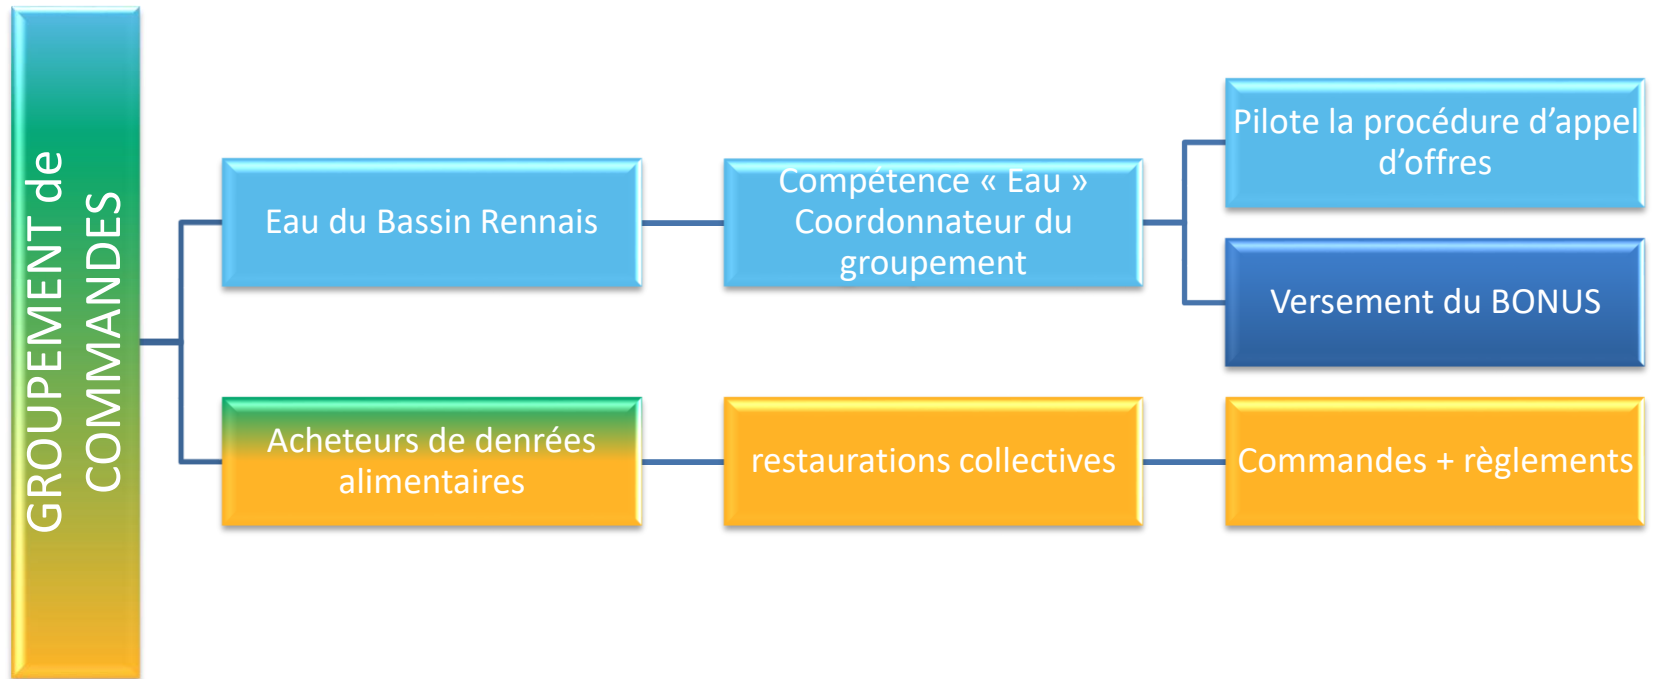 GROUPEMENT de
COMMANDES
Eau du Bassin Rennais
Compétence « Eau »
Coordonnateur du
groupement
Pilote la procédure d’appel
d’offres
Versement du BONUS
Acheteurs de denrées
alimentaires
restaurations collectives
Commandes + règlements